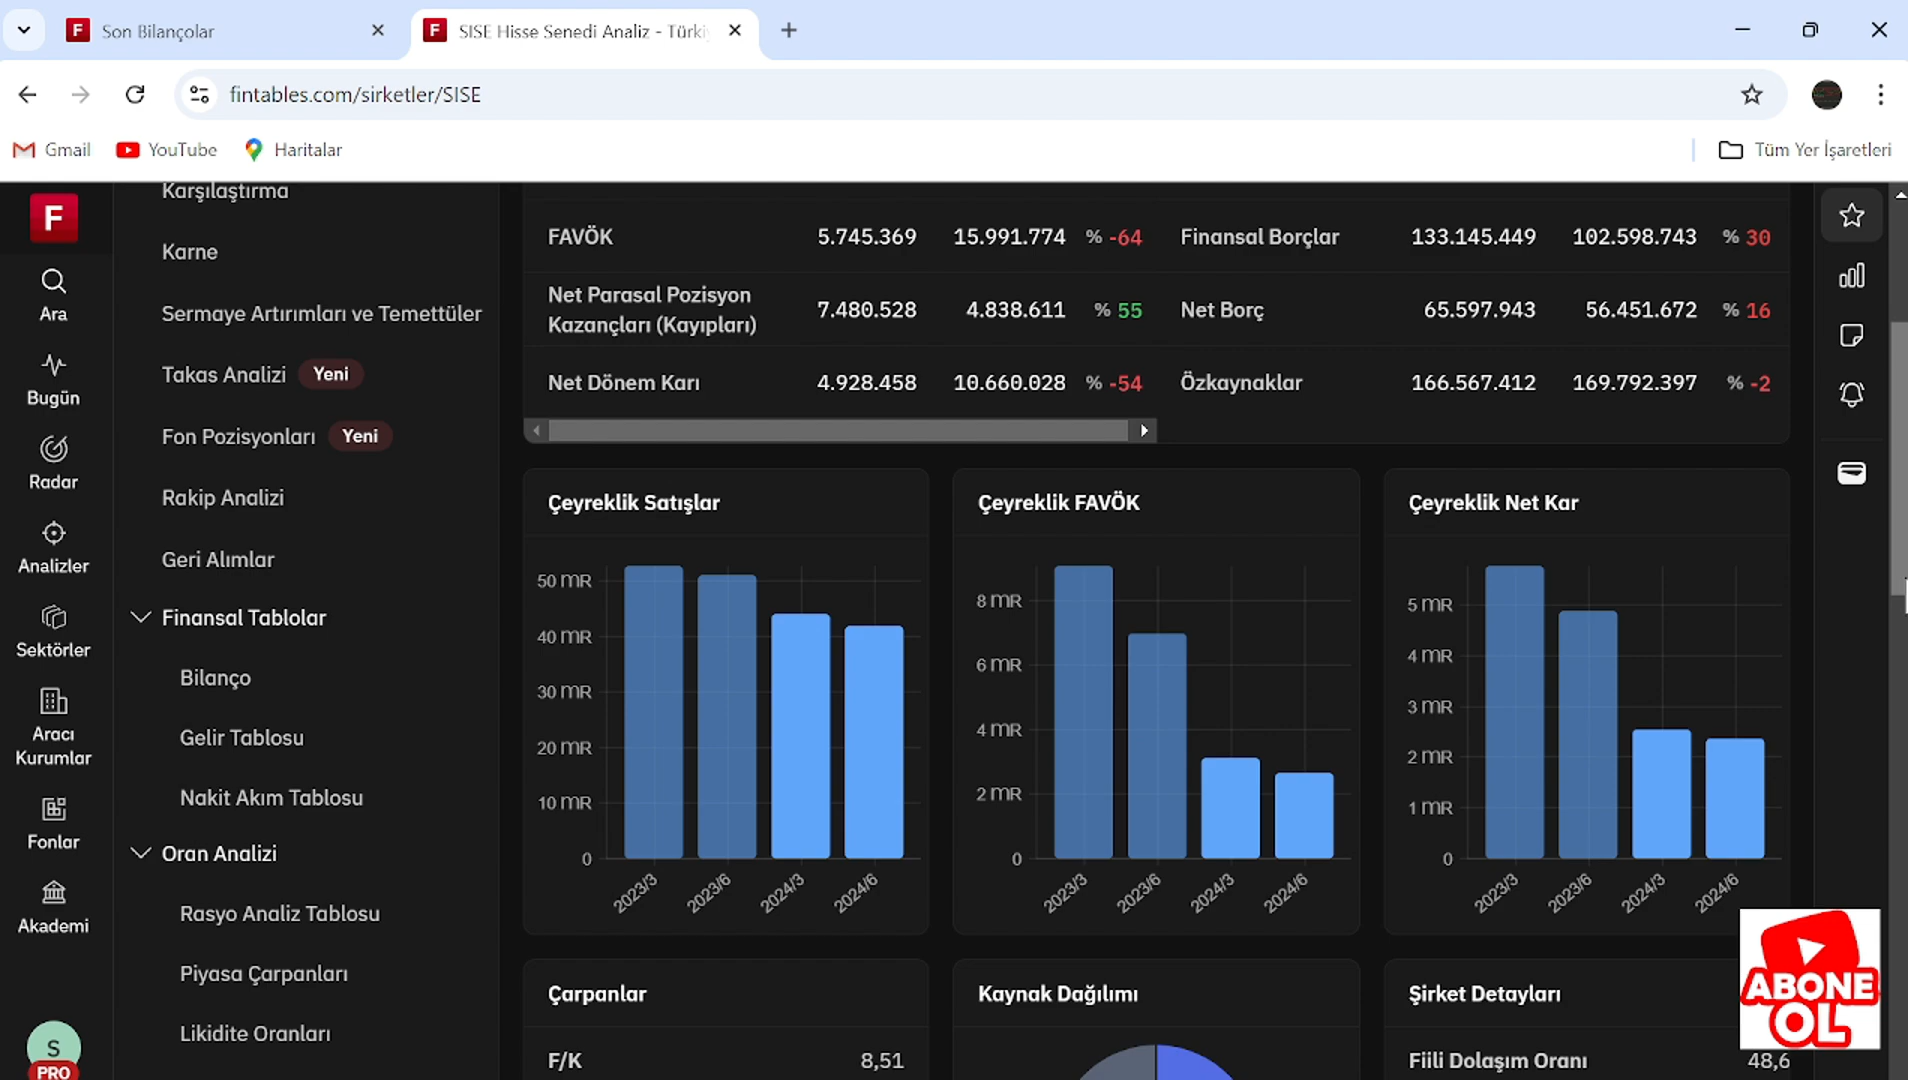 Son Bilançolar
SISE Hisse Senedi Analiz - Türki
fintables.com/sirketler/SISE
Gmail
YouTube
Haritalar
Tüm Yer İşaretleri
F
Ara
Bugün
Radar
Analizler
Sektörler
Aracı
Kurumlar
Fonlar
Akademi
S
PRO
Karşılaştırma
Karne
Sermaye Artırımları ve Temettüler
Takas Analizi Yeni
Fon Pozisyonları Yeni
Rakip Analizi
Geri Alımlar
Finansal Tablolar
Bilanço
Gelir Tablosu
Nakit Akım Tablosu
Oran Analizi
Rasyo Analiz Tablosu
Piyasa Çarpanları
Likidite Oranları
FAVÖK 5.745.369 15.991.774 % -64 Finansal Borçlar 133.145.449 102.598.743 % 30
Net Parasal Pozisyon
Kazançları (Kayıpları) 7.480.528 4.838.611 % 55 Net Borç 65.597.943 56.451.672 % 16
Net Dönem Karı 4.928.458 10.660.028 % -54 Özkaynaklar 166.567.412 169.792.397 % -2
Çeyreklik Satışlar
50 mR
40 mR
30 mR
20 mR
10 mR
0
2023/3 2023/6 2024/3 2024/6
Çeyreklik FAVÖK
8 mR
6 mR
4 mR
2 mR
0
2023/3 2023/6 2024/3 2024/6
Çeyreklik Net Kar
5 mR
4 mR
3 mR
2 mR
1 mR
0
2023/3 2023/6 2024/3 2024/6
Çarpanlar
F/K 8,51
Kaynak Dağılımı
Şirket Detayları
Fiili Dolaşım Oranı 48,6
ABONE
OL